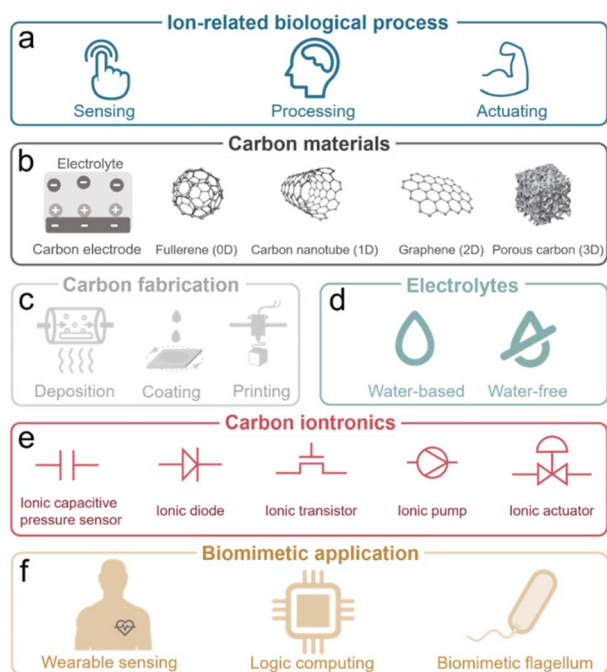 Ion-related biological process
a
Sensing Processing Actuating
Carbon materials
b
Electrolyte
Carbon electrode Fullerene (0D) Carbon nanotube (1D) Graphene (2D) Porous carbon (3D)
Carbon fabrication
c
Deposition Coating Printing
Electrolytes
d
Water-based Water-free
Carbon iontronics
e
Ionic capacitive
pressure sensor
Ionic diode Ionic transistor Ionic pump Ionic actuator
Biomimetic application
f
Wearable sensing Logic computing Biomimetic flagellum